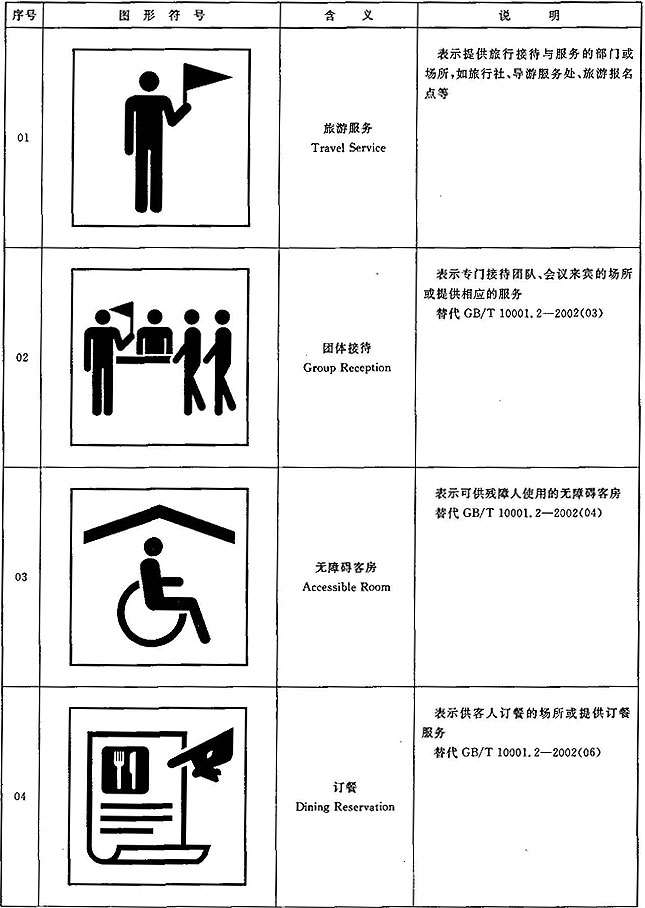 序号 图形符号 含义 说明
01
旅游服务
Travel Service
表示提供旅行接待与服务的部门或
场所,如旅行社、导游服务处、旅游报名
点等
02
团体接待
Group Reception
表示专门接待团队、会议来宾的场所
或提供相应的服务
替代 GB/T 10001.2—2002(03)
03
无障碍客房
Accessible Room
表示可供残障人使用的无障碍客房
替代 GB/T 10001.2—2002(04)
04
订餐
Dining Reservation
表示供客人订餐的场所或提供订餐
服务
替代 GB/T 10001.2—2002(06)